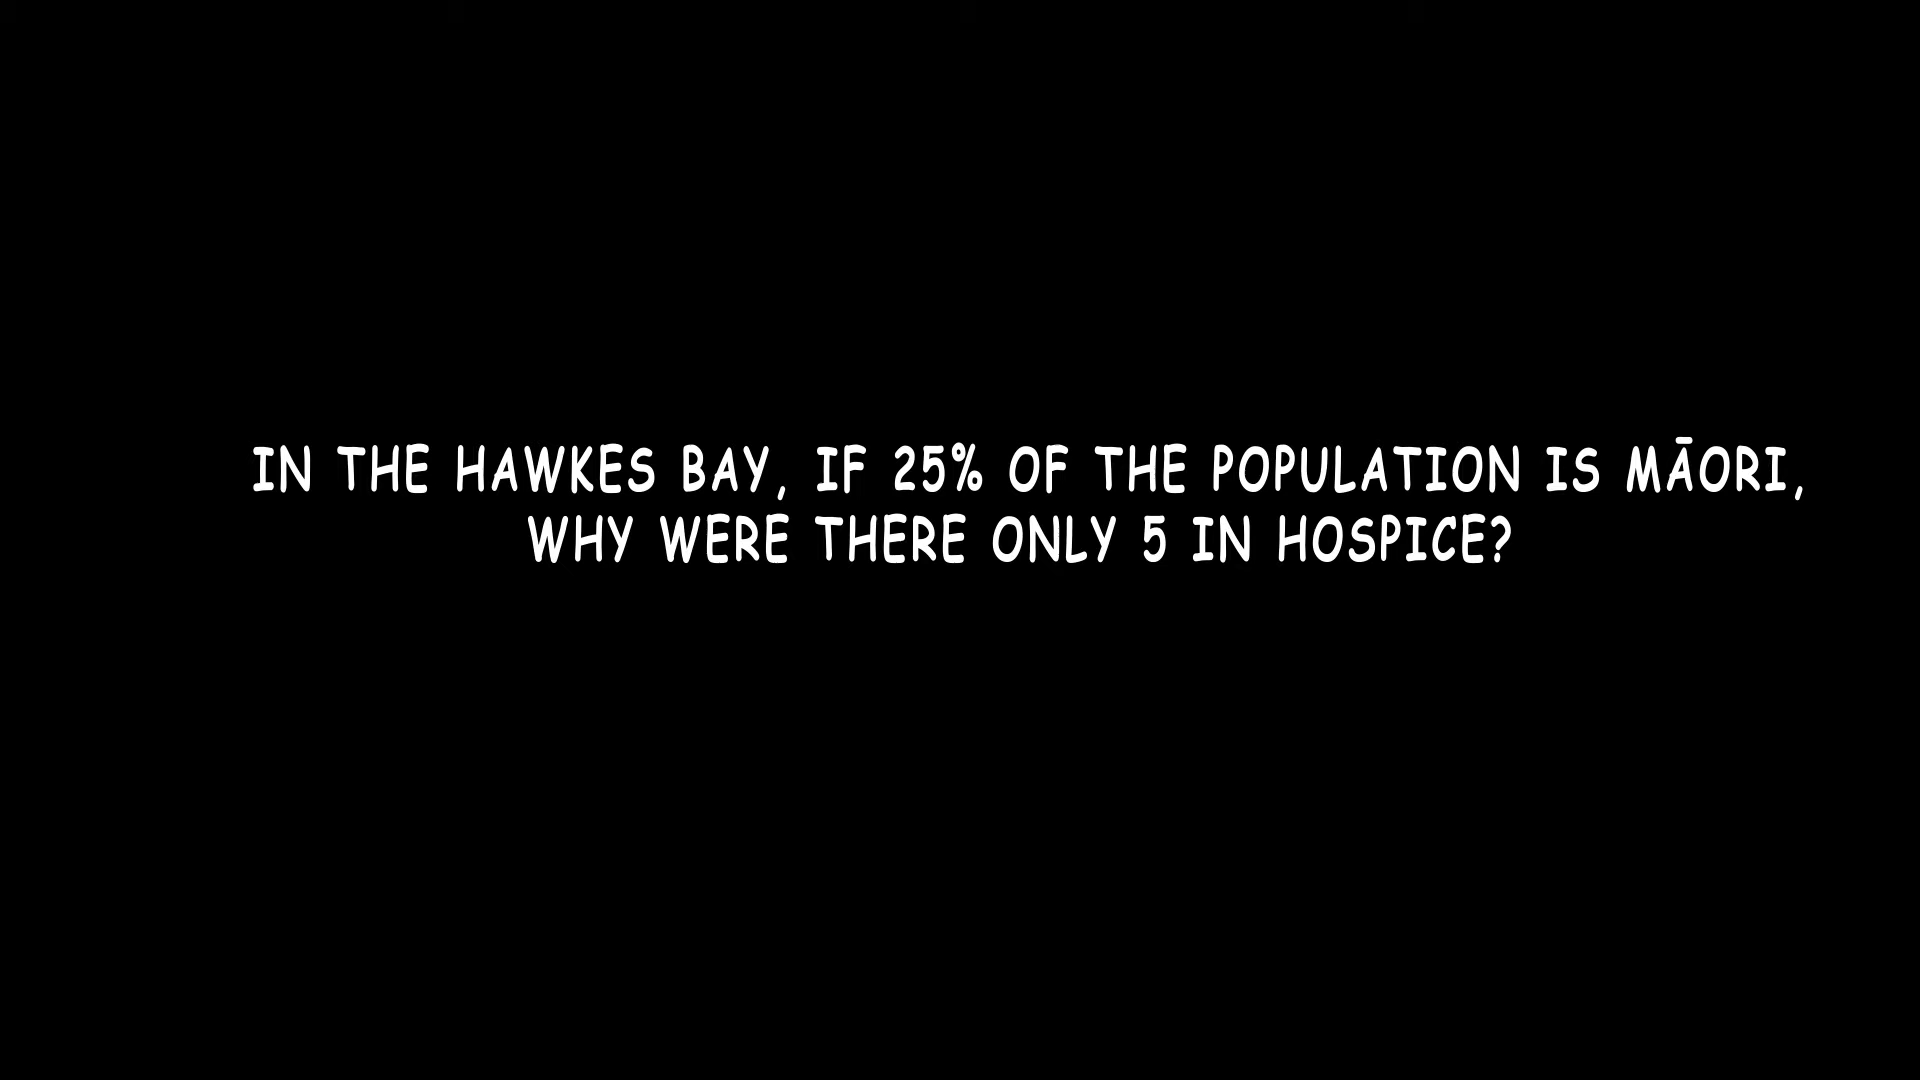 IN THE HAWKES BAY, IF 25% OF THE POPULATION IS MĀORI,
WHY WERE THERE ONLY 5 IN HOSPICE?